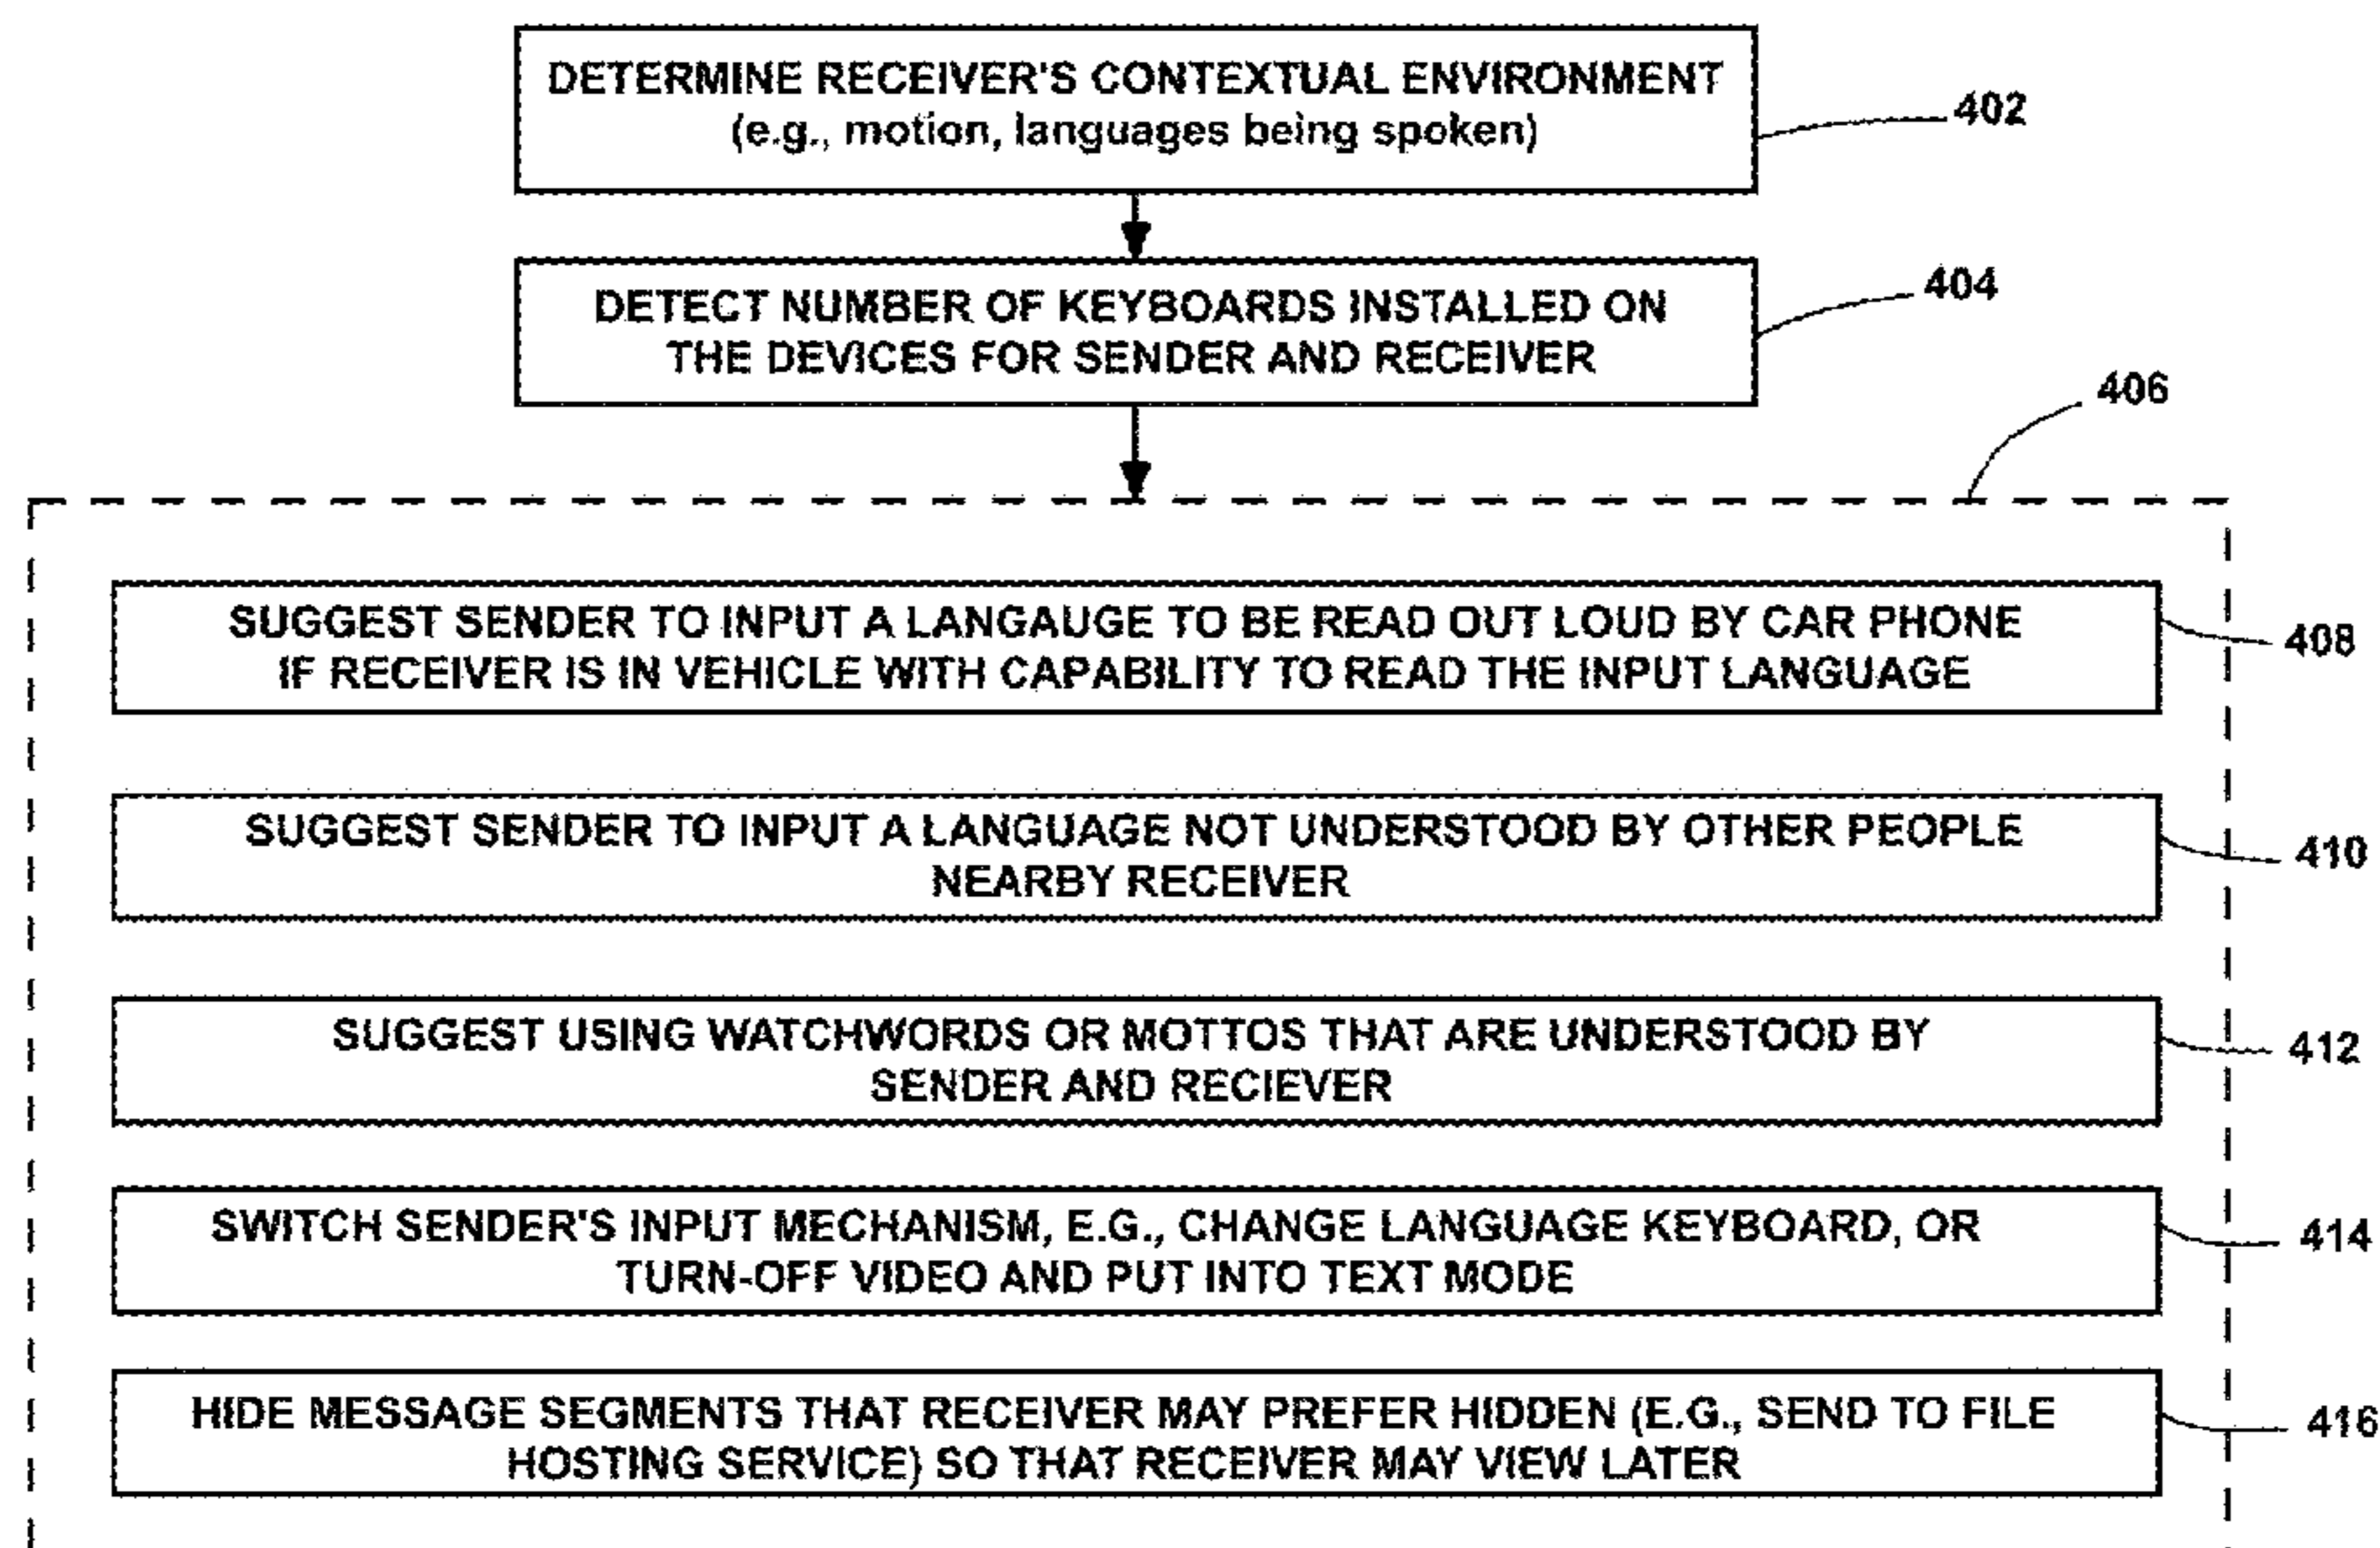 DETERMINE RECEIVER'S CONTEXTUAL ENVIRONMENT
(e.g., motion, languages being spoken)
402
DETECT NUMBER OF KEYBOARDS INSTALLED ON
THE DEVICES FOR SENDER AND RECEIVER
404
406
SUGGEST SENDER TO INPUT A LANGAUGE TO BE READ OUT LOUD BY CAR PHONE
IF RECEIVER IS IN VEHICLE WITH CAPABILITY TO READ THE INPUT LANGUAGE
408
SUGGEST SENDER TO INPUT A LANGUAGE NOT UNDERSTOOD BY OTHER PEOPLE
NEARBY RECEIVER
410
SUGGEST USING WATCHWORDS OR MOTTOS THAT ARE UNDERSTOOD BY
SENDER AND RECIEVER
412
SWITCH SENDER'S INPUT MECHANISM, E.G., CHANGE LANGUAGE KEYBOARD, OR
TURN-OFF VIDEO AND PUT INTO TEXT MODE
414
HIDE MESSAGE SEGMENTS THAT RECEIVER MAY PREFER HIDDEN (E.G., SEND TO FILE
HOSTING SERVICE) SO THAT RECEIVER MAY VIEW LATER
416